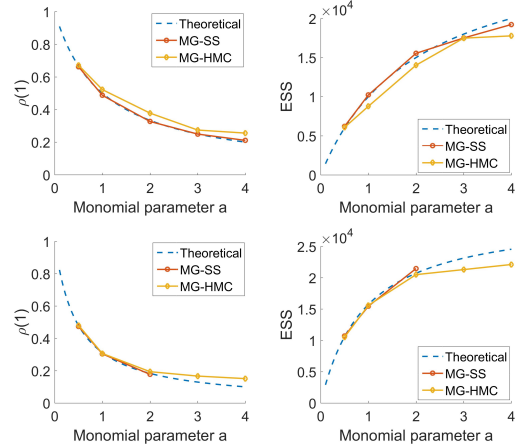 1
0.8
0.6
0.4
0.2
0
ρ(1)
Theoretical
MG-SS
MG-HMC
0 1 2 3 4
Monomial parameter a
×10⁴
2
1.5
1
0.5
0
ESS
Theoretical
MG-SS
MG-HMC
0 1 2 3 4
Monomial parameter a
1
0.8
0.6
0.4
0.2
0
ρ(1)
Theoretical
MG-SS
MG-HMC
0 1 2 3 4
Monomial parameter a
×10⁴
2.5
2
1.5
1
0.5
0
ESS
Theoretical
MG-SS
MG-HMC
0 1 2 3 4
Monomial parameter a